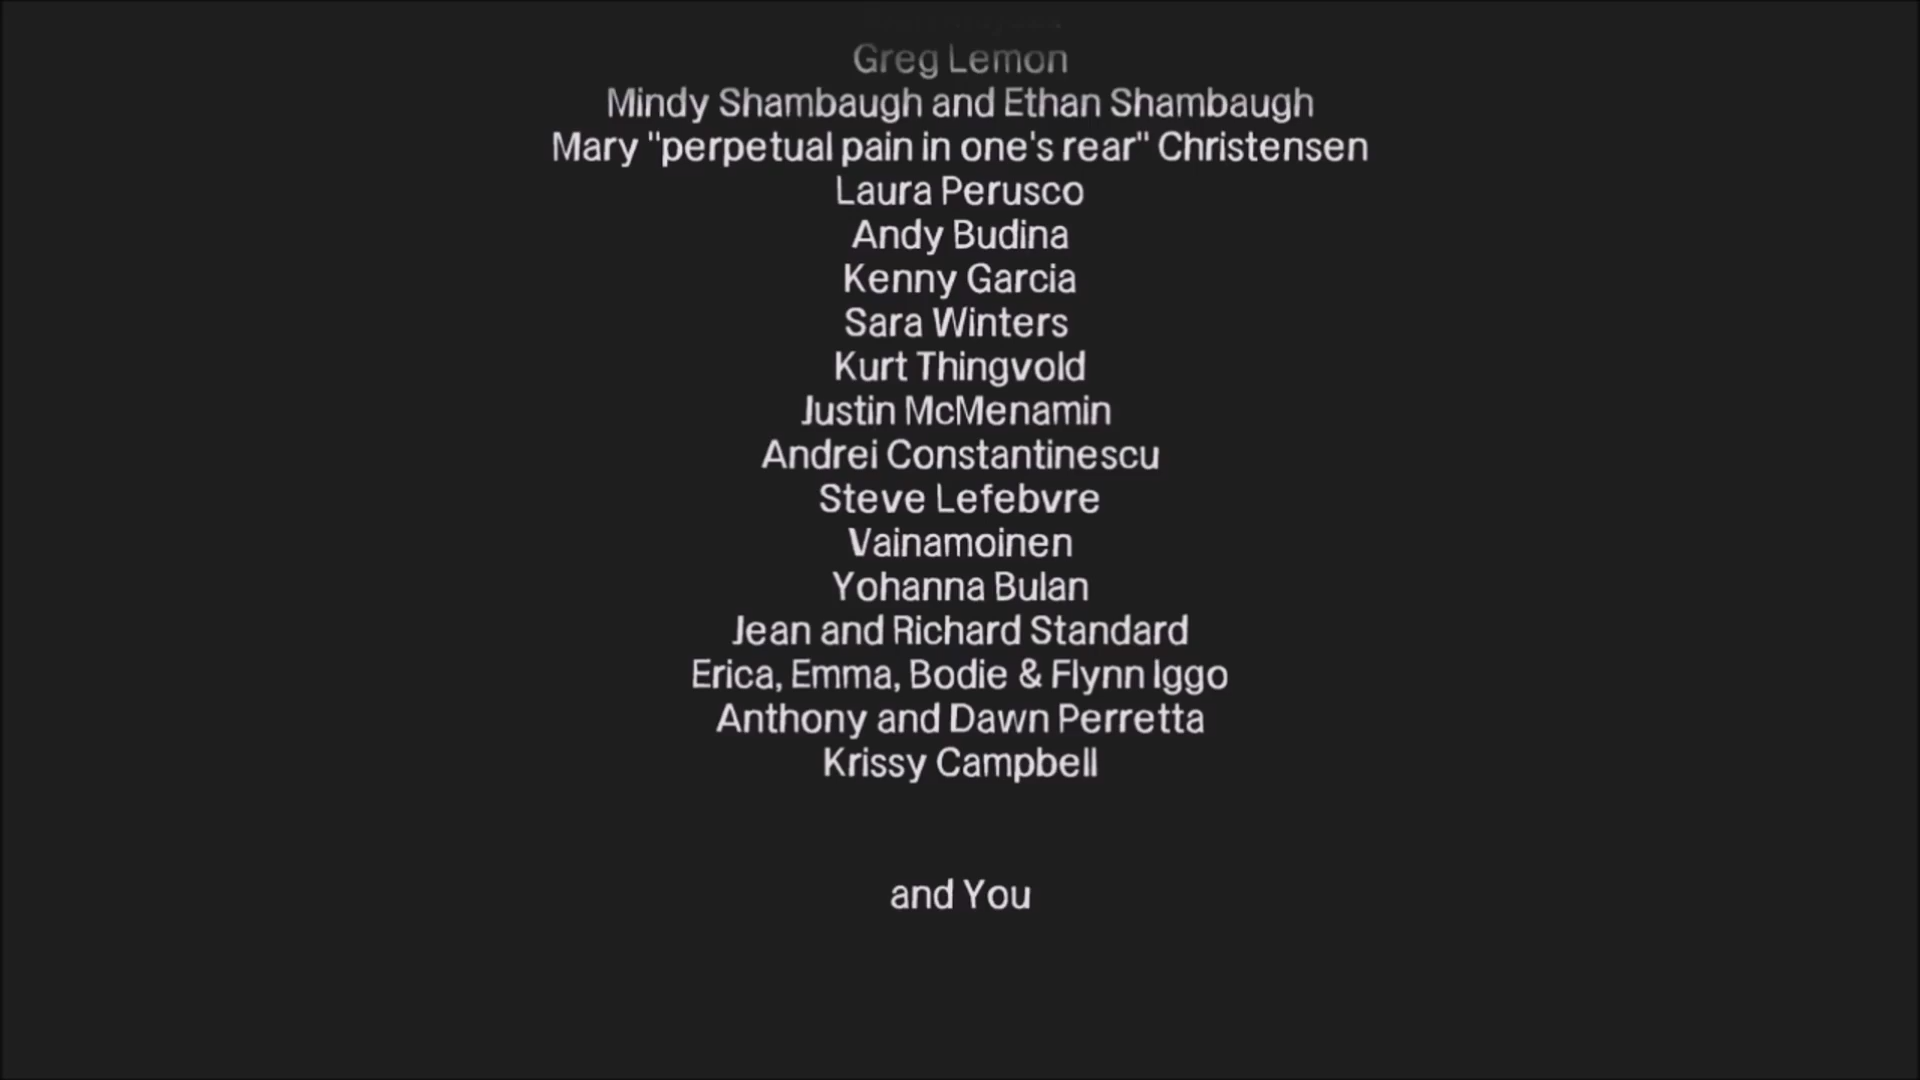 Greg Lemon
Mindy Shambaugh and Ethan Shambaugh
Mary "perpetual pain in one's rear" Christensen
Laura Perusco
Andy Budina
Kenny Garcia
Sara Winters
Kurt Thingvold
Justin McMenamin
Andrei Constantinescu
Steve Lefebvre
Vainamoinen
Yohanna Bulan
Jean and Richard Standard
Erica, Emma, Bodie & Flynn Iggo
Anthony and Dawn Perretta
Krissy Campbell
and You